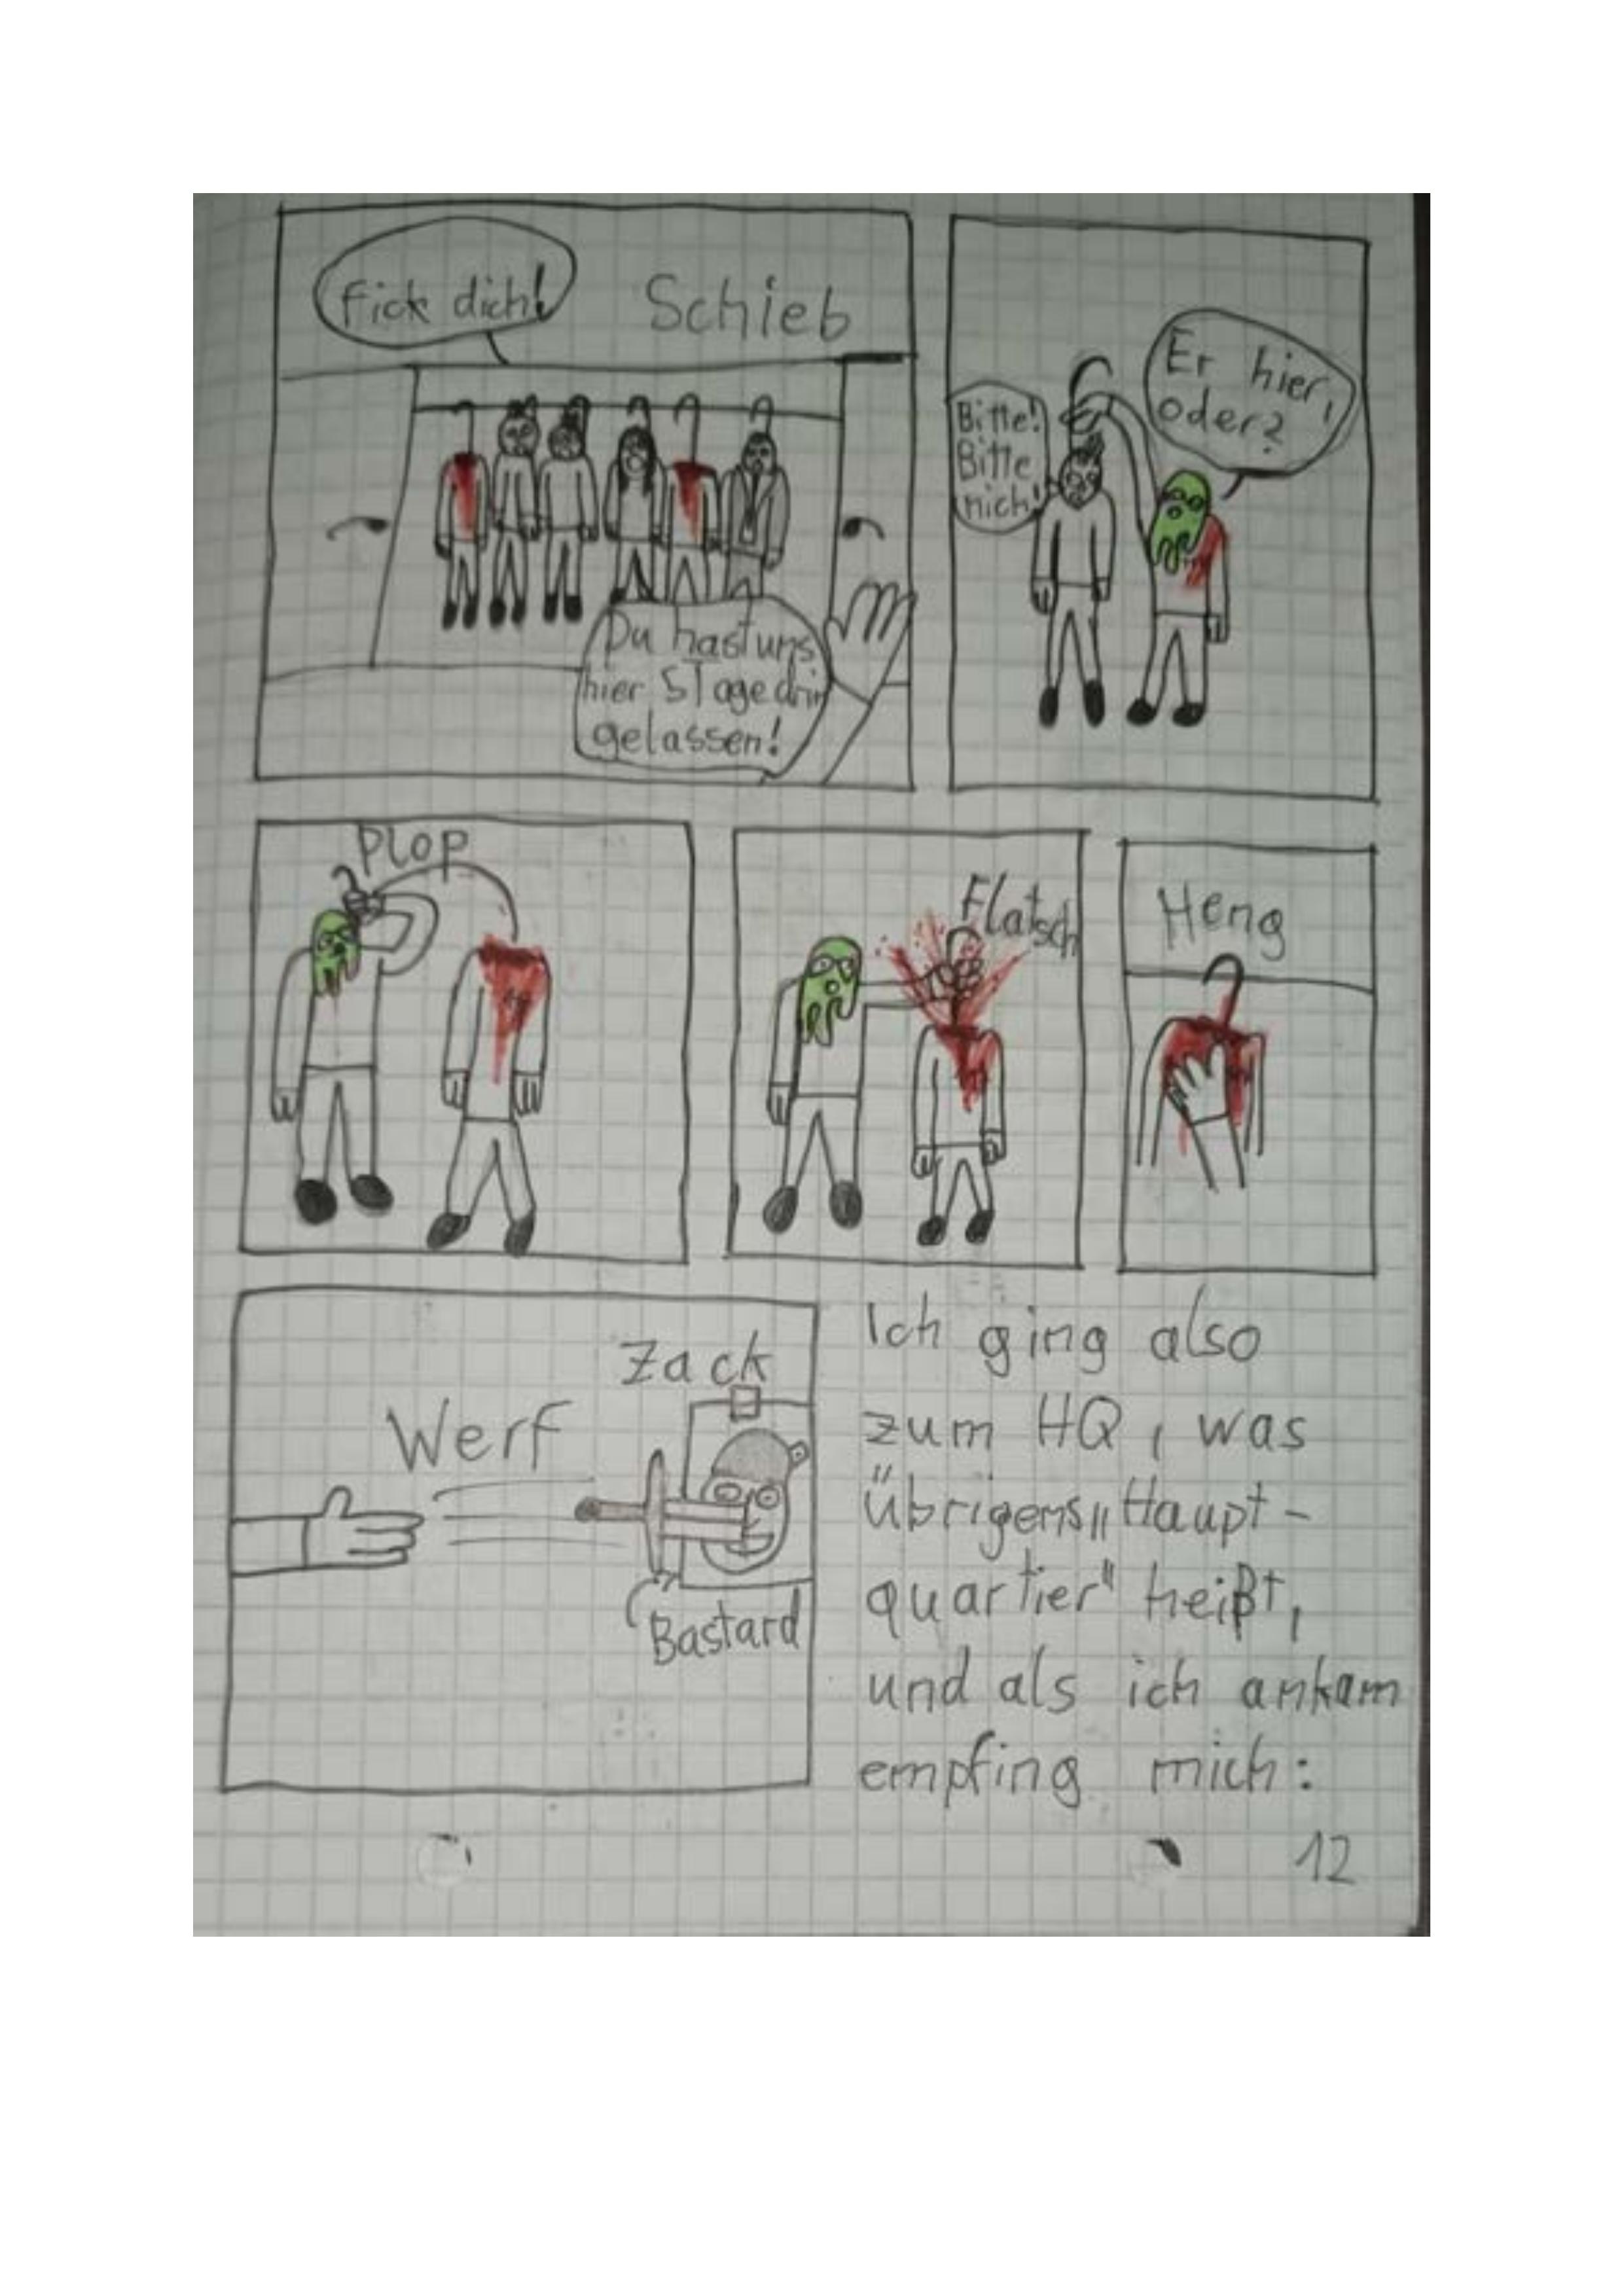 Fick dich!
Schieb
Du hast uns
hier 5 Tage drin
gelassen!
Bitte!
Bitte
nich!
Er hier,
oder?
Plop
Flatsch
Heng
Zack
Werf
Bastard
Ich ging also
zum HQ, was
Übrigens „Haupt-
quartier" heißt,
und als ich ankam
empfing mich:
12